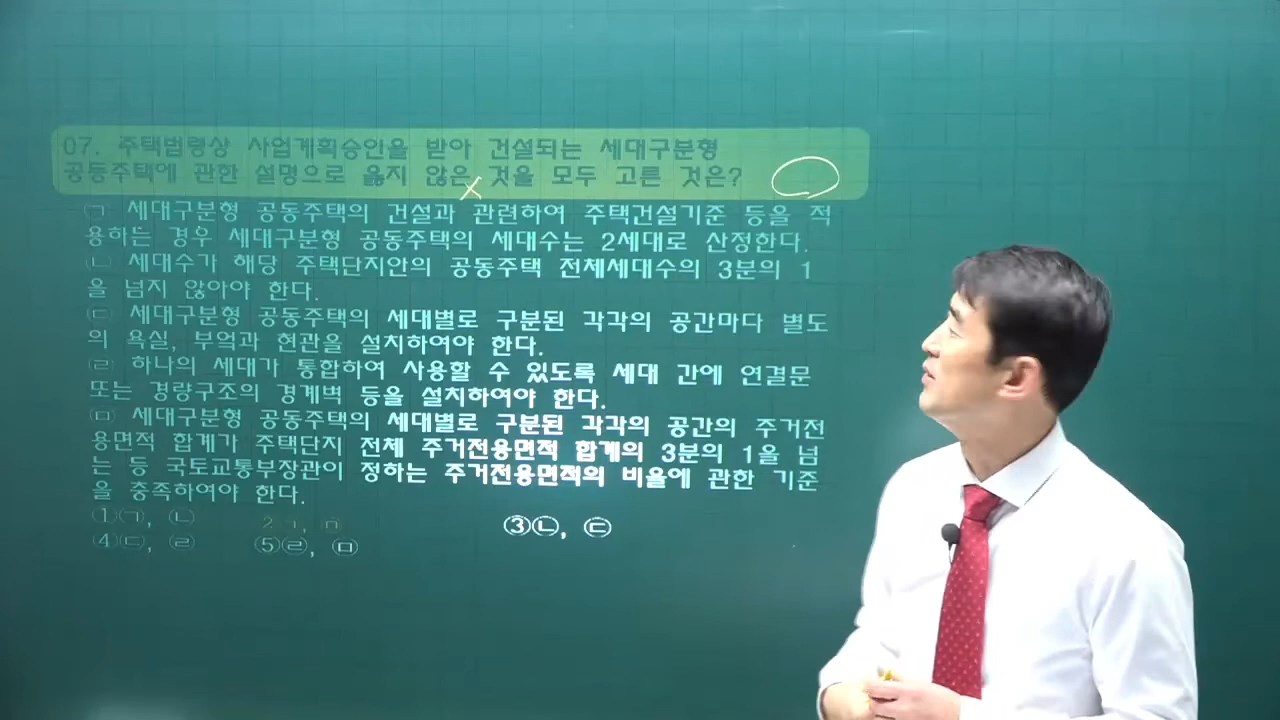 07. 주택법령상 사업계획승인을 받아 건설되는 세대구분형
공동주택에 관한 설명으로 옳지 않은 것을 모두 고른 것은?
㉠ 세대구분형 공동주택의 건설과 관련하여 주택건설기준 등을 적
용하는 경우 세대구분형 공동주택의 세대수는 2세대로 산정한다.
㉡ 세대수가 해당 주택단지안의 공동주택 전체세대수의 3분의 1
을 넘지 않아야 한다.
㉢ 세대구분형 공동주택의 세대별로 구분된 각각의 공간마다 별도
의 욕실, 부엌과 현관을 설치하여야 한다.
㉣ 하나의 세대가 통합하여 사용할 수 있도록 세대 간에 연결문
또는 경량구조의 경계벽 등을 설치하여야 한다.
㉤ 세대구분형 공동주택의 세대별로 구분된 각각의 공간의 주거전
용면적 합계가 주택단지 전체 주거전용면적 합계의 3분의 1을 넘
는 등 국토교통부장관이 정하는 주거전용면적의 비율에 관한 기준
을 충족하여야 한다.
①㉠, ㉡ ②㉠, ㉤ ③㉡, ㉢
④㉢, ㉣ ⑤㉣, ㉤